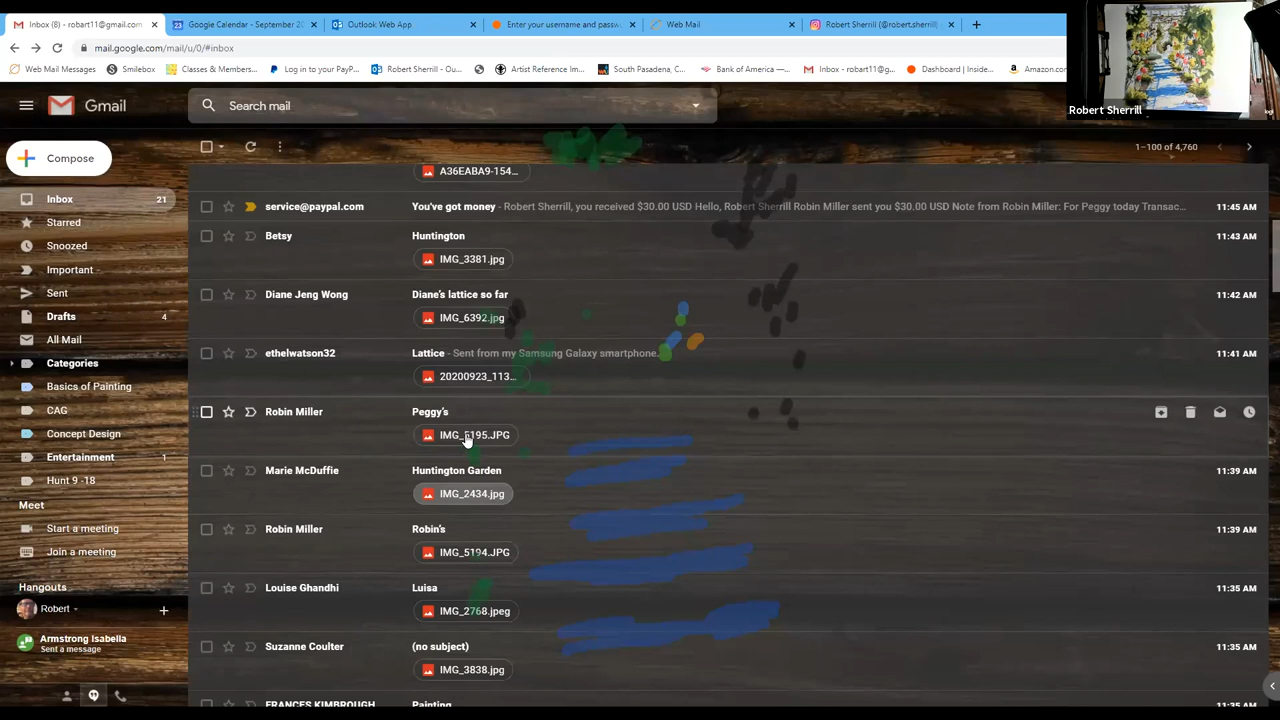 Inbox (8) - robart11@gmail.com
Google Calendar - September 20
Outlook Web App
Enter your username and passw
Web Mail
Robert Sherrill (@robert.sherrill
mail.google.com/mail/u/0/#inbox
Web Mail Messages
Smilebox
Classes & Members...
Log in to your PayP...
Robert Sherrill - Ou...
Artist Reference Im...
South Pasadena, C...
Bank of America —...
Inbox - robart11@g...
Dashboard | Inside...
Amazon.com
Robert Sherrill
Gmail
Search mail
Compose
1–100 of 4,760
A36EABA9-154...
Inbox 21
Starred
Snoozed
Important
Sent
Drafts 4
All Mail
Categories
Basics of Painting
CAG
Concept Design
Entertainment 1
Hunt 9 -18
Meet
Start a meeting
Join a meeting
Hangouts
Robert
Armstrong Isabella
Sent a message
service@paypal.com You've got money - Robert Sherrill, you received $30.00 USD Hello, Robert Sherrill Robin Miller sent you $30.00 USD Note from Robin Miller: For Peggy today Transac... 11:45 AM
Betsy Huntington 11:43 AM
IMG_3381.jpg
Diane Jeng Wong Diane's lattice so far 11:42 AM
IMG_6392.jpg
ethelwatson32 Lattice - Sent from my Samsung Galaxy smartphone. 11:41 AM
20200923_113...
Robin Miller Peggy's
IMG_5195.JPG
Marie McDuffie Huntington Garden 11:39 AM
IMG_2434.jpg
Robin Miller Robin's 11:39 AM
IMG_5194.JPG
Louise Ghandhi Luisa 11:35 AM
IMG_2768.jpeg
Suzanne Coulter (no subject) 11:35 AM
IMG_3838.jpg
FRANCES KIMBROUGH Painting 11:35 AM